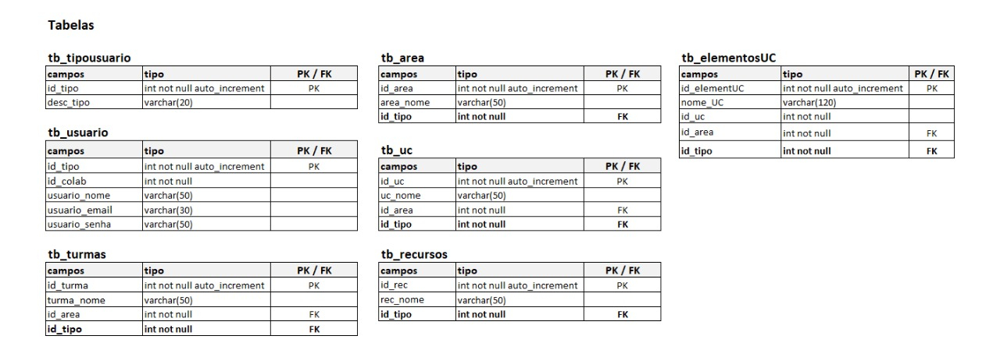 Tabelas
tb_tipousuario
campos tipo PK / FK
id_tipo int not null auto_increment PK
desc_tipo varchar(20)
tb_usuario
campos tipo PK / FK
id_tipo int not null auto_increment PK
id_colab int not null
usuario_nome varchar(50)
usuario_email varchar(30)
usuario_senha varchar(50)
tb_turmas
campos tipo PK / FK
id_turma int not null auto_increment PK
turma_nome varchar(50)
id_area int not null FK
id_tipo int not null FK
tb_area
campos tipo PK / FK
id_area int not null auto_increment PK
area_nome varchar(50)
id_tipo int not null FK
tb_uc
campos tipo PK / FK
id_uc int not null auto_increment PK
uc_nome varchar(50)
id_area int not null FK
id_tipo int not null FK
tb_recursos
campos tipo PK / FK
id_rec int not null auto_increment PK
rec_nome varchar(50)
id_tipo int not null FK
tb_elementosUC
campos tipo PK / FK
id_elementUC int not null auto_increment PK
nome_UC varchar(120)
id_uc int not null
id_area int not null FK
id_tipo int not null FK